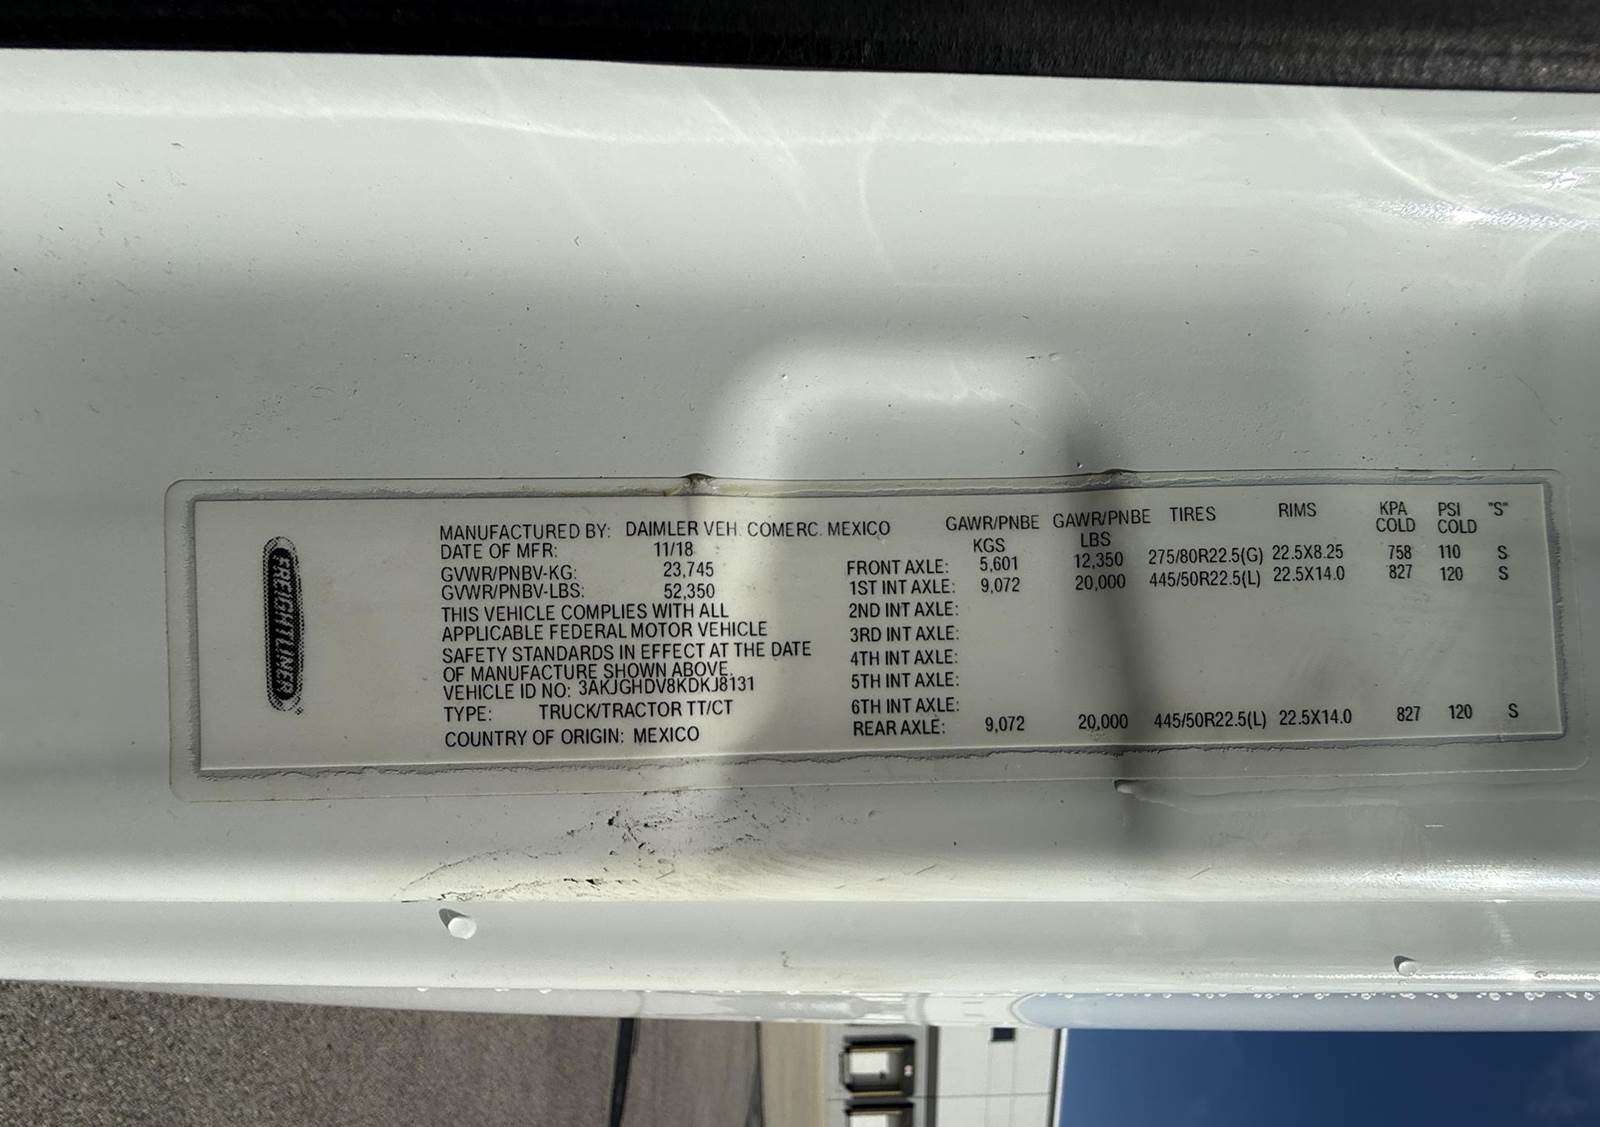 FREIGHTLINER
MANUFACTURED BY: DAIMLER VEH. COMERC. MEXICO
DATE OF MFR: 11/18
GVWR/PNBV-KG: 23,745
GVWR/PNBV-LBS: 52,350
THIS VEHICLE COMPLIES WITH ALL
APPLICABLE FEDERAL MOTOR VEHICLE
SAFETY STANDARDS IN EFFECT AT THE DATE
OF MANUFACTURE SHOWN ABOVE.
VEHICLE ID NO: 3AKJGHDV8KDKJ8131
TYPE: TRUCK/TRACTOR TT/CT
COUNTRY OF ORIGIN: MEXICO
GAWR/PNBE KGS GAWR/PNBE LBS TIRES RIMS KPA COLD PSI COLD "S"
FRONT AXLE: 5,601 12,350 275/80R22.5(G) 22.5X8.25 758 110 S
1ST INT AXLE: 9,072 20,000 445/50R22.5(L) 22.5X14.0 827 120 S
2ND INT AXLE:
3RD INT AXLE:
4TH INT AXLE:
5TH INT AXLE:
6TH INT AXLE:
REAR AXLE: 9,072 20,000 445/50R22.5(L) 22.5X14.0 827 120 S